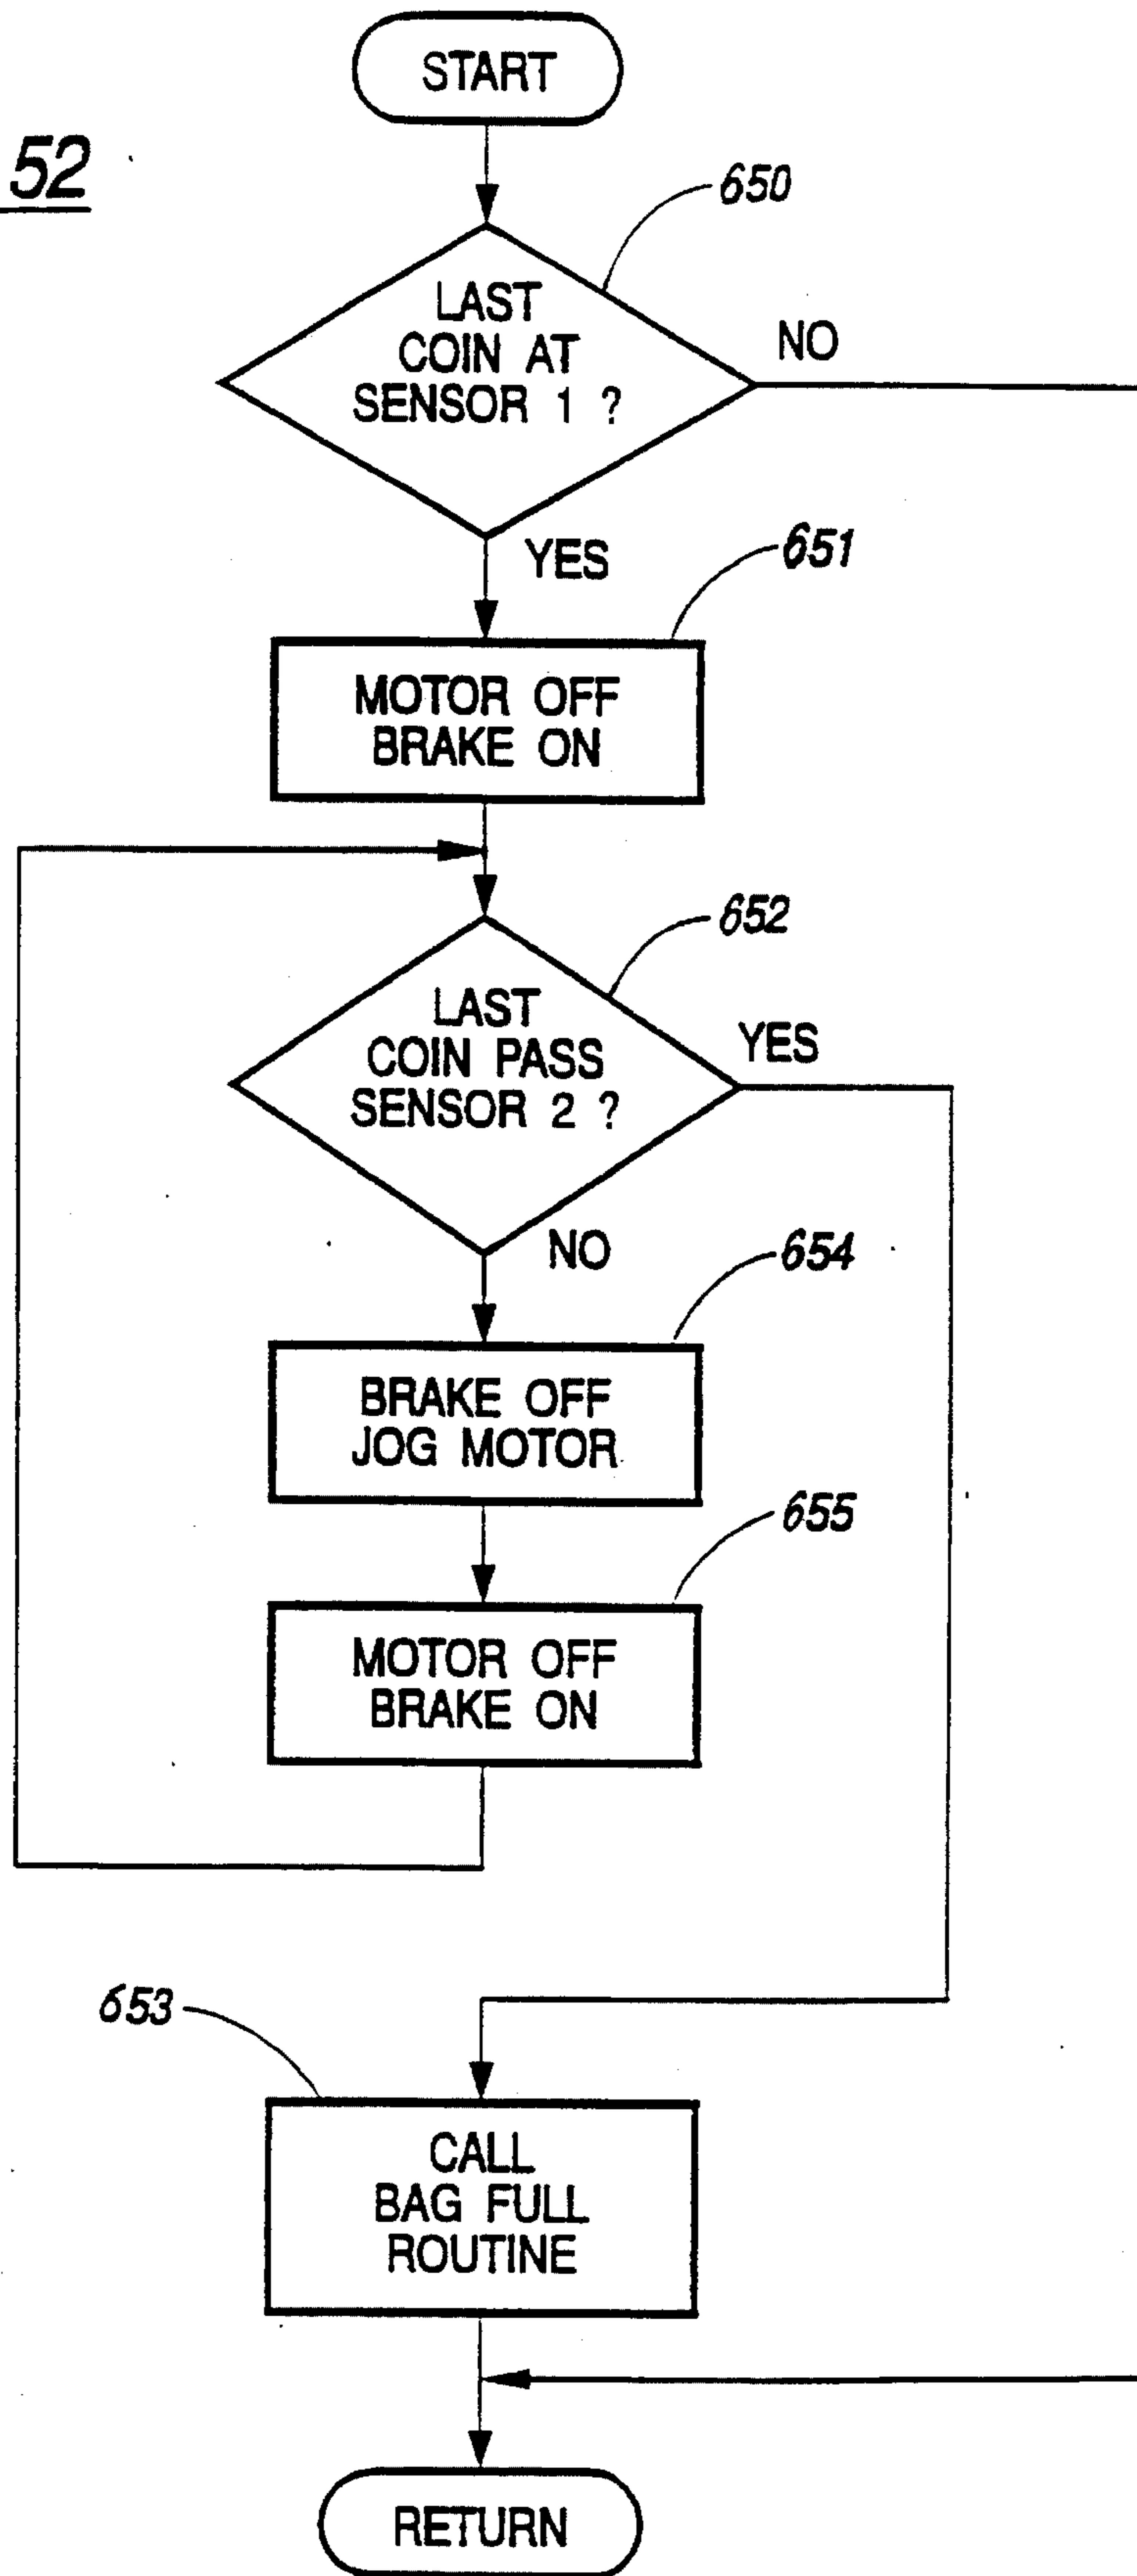 START
52
650
LAST
COIN AT
SENSOR 1 ?
NO
YES
651
MOTOR OFF
BRAKE ON
652
LAST
COIN PASS
SENSOR 2 ?
YES
NO
654
BRAKE OFF
JOG MOTOR
655
MOTOR OFF
BRAKE ON
653
CALL
BAG FULL
ROUTINE
RETURN